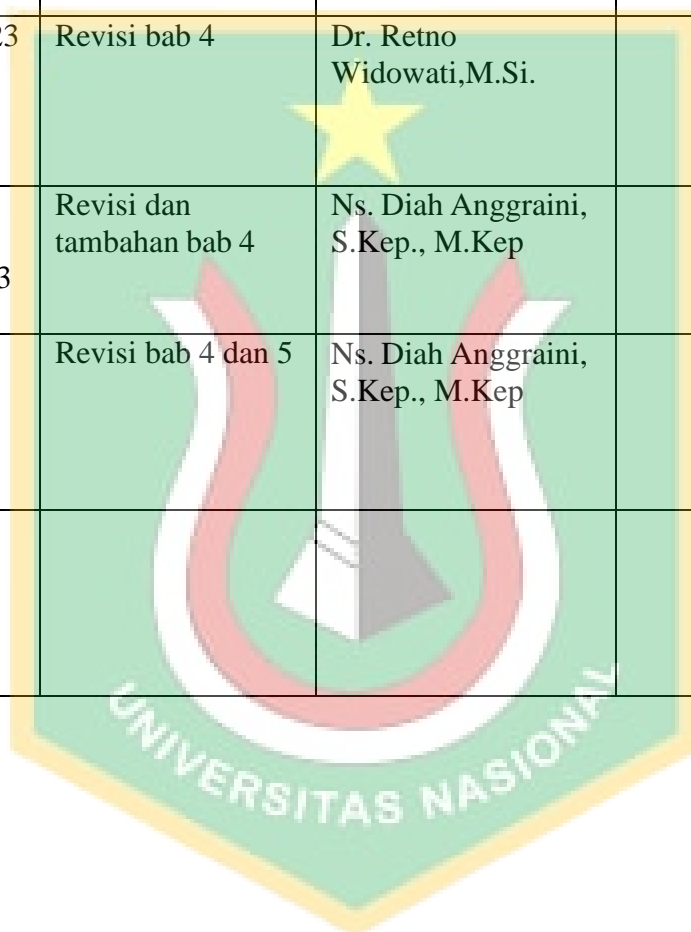 23
Revisi bab 4
Dr. Retno
Widowati,M.Si.
Revisi dan
tambahan bab 4
Ns. Diah Anggraini,
S.Kep., M.Kep
3
Revisi bab 4 dan 5
Ns. Diah Anggraini,
S.Kep., M.Kep
UNIVERSITAS NASIONAL